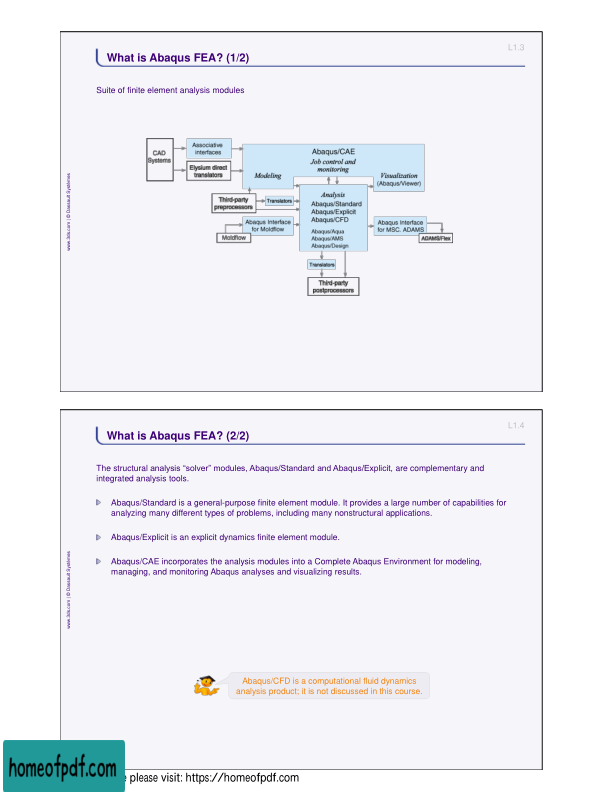 L1.3
What is Abaqus FEA? (1/2)
Suite of finite element analysis modules
CAD
Systems
Associative
interfaces
Elysium direct
translators
Abaqus/CAE
Job control and
monitoring
Modeling
Visualization
(Abaqus/Viewer)
Third-party
preprocessors
Translators
Analysis
Abaqus/Standard
Abaqus/Explicit
Abaqus/CFD
Abaqus/Aqua
Abaqus/AMS
Abaqus/Design
Abaqus Interface
for Moldflow
Moldflow
Abaqus Interface
for MSC. ADAMS
ADAMS/Flex
Translators
Third-party
postprocessors
www.3ds.com | © Dassault Systèmes
L1.4
What is Abaqus FEA? (2/2)
The structural analysis “solver” modules, Abaqus/Standard and Abaqus/Explicit, are complementary and
integrated analysis tools.
Abaqus/Standard is a general-purpose finite element module. It provides a large number of capabilities for
analyzing many different types of problems, including many nonstructural applications.
Abaqus/Explicit is an explicit dynamics finite element module.
Abaqus/CAE incorporates the analysis modules into a Complete Abaqus Environment for modeling,
managing, and monitoring Abaqus analyses and visualizing results.
www.3ds.com | © Dassault Systèmes
Abaqus/CFD is a computational fluid dynamics
analysis product; it is not discussed in this course.
homeofpdf.com
please visit: https://homeofpdf.com